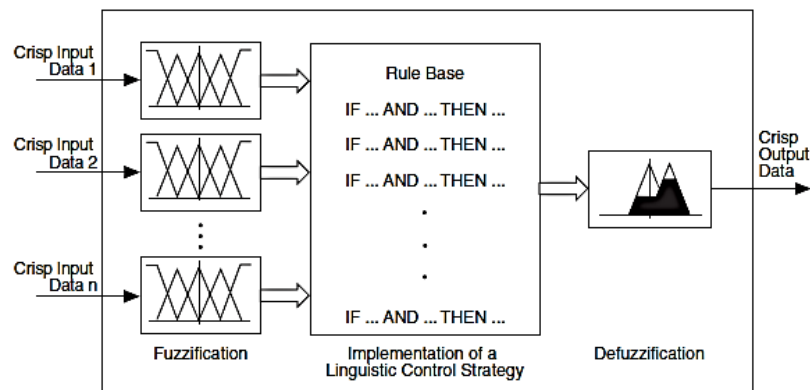 Crisp Input
Data 1
Crisp Input
Data 2
Crisp Input
Data n
Rule Base
IF ... AND ... THEN ...
IF ... AND ... THEN ...
IF ... AND ... THEN ...
IF ... AND ... THEN ...
Crisp
Output
Data
Fuzzification
Implementation of a
Linguistic Control Strategy
Defuzzification